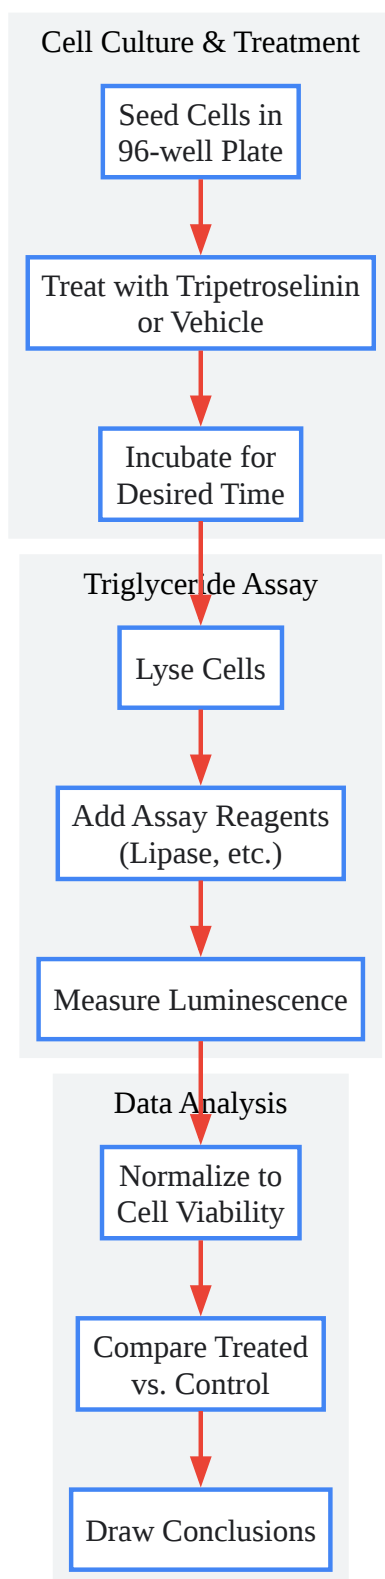 Cell Culture & Treatment
Seed Cells in
96-well Plate
Treat with Tripetroselinin
or Vehicle
Incubate for
Desired Time
Triglyceride Assay
Lyse Cells
Add Assay Reagents
(Lipase, etc.)
Measure Luminescence
Data Analysis
Normalize to
Cell Viability
Compare Treated
vs. Control
Draw Conclusions